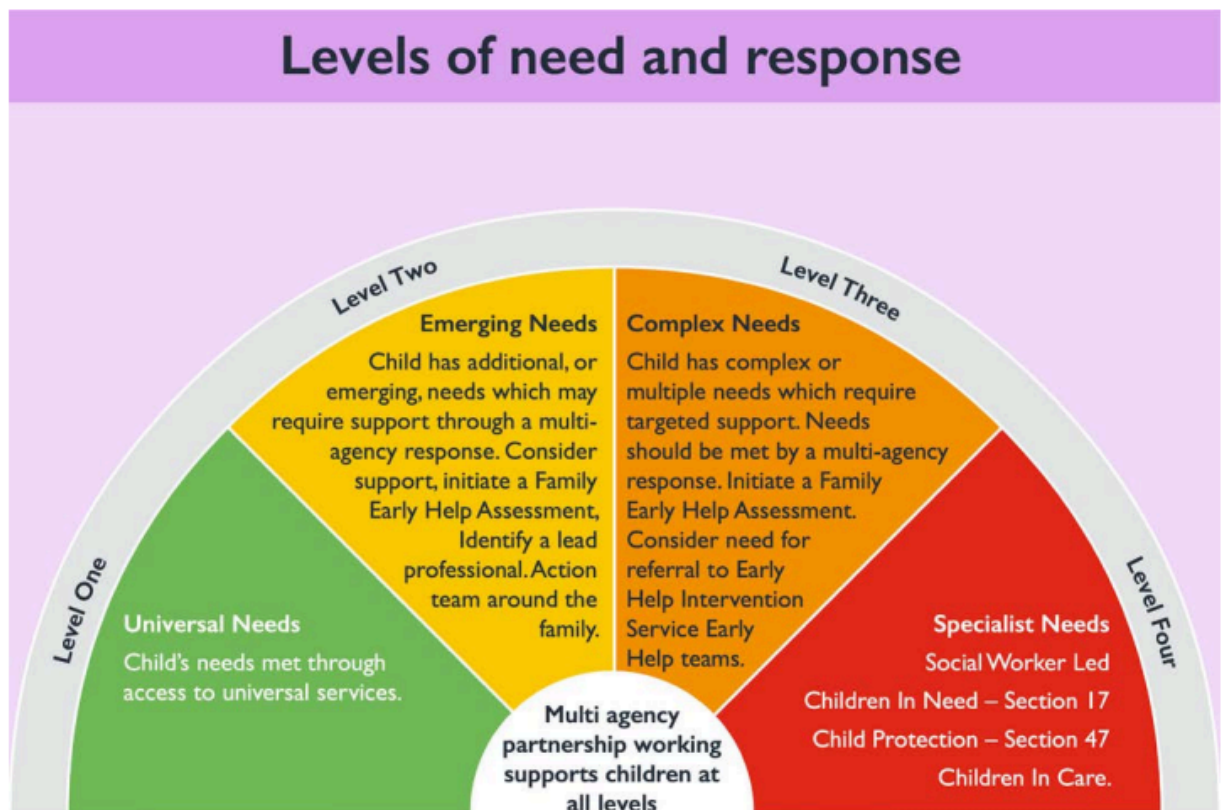 Levels of need and response
Level One
Universal Needs
Child's needs met through
access to universal services.
Level Two
Emerging Needs
Child has additional, or
emerging, needs which may
require support through a multi-
agency response. Consider
support, initiate a Family
Early Help Assessment,
Identify a lead
professional. Action
team around the
family.
Level Three
Complex Needs
Child has complex or
multiple needs which require
targeted support. Needs
should be met by a multi-agency
response. Initiate a Family
Early Help Assessment.
Consider need for
referral to Early
Help Intervention
Service Early
Help teams.
Level Four
Specialist Needs
Social Worker Led
Children In Need – Section 17
Child Protection – Section 47
Children In Care.
Multi agency
partnership working
supports children at
all levels